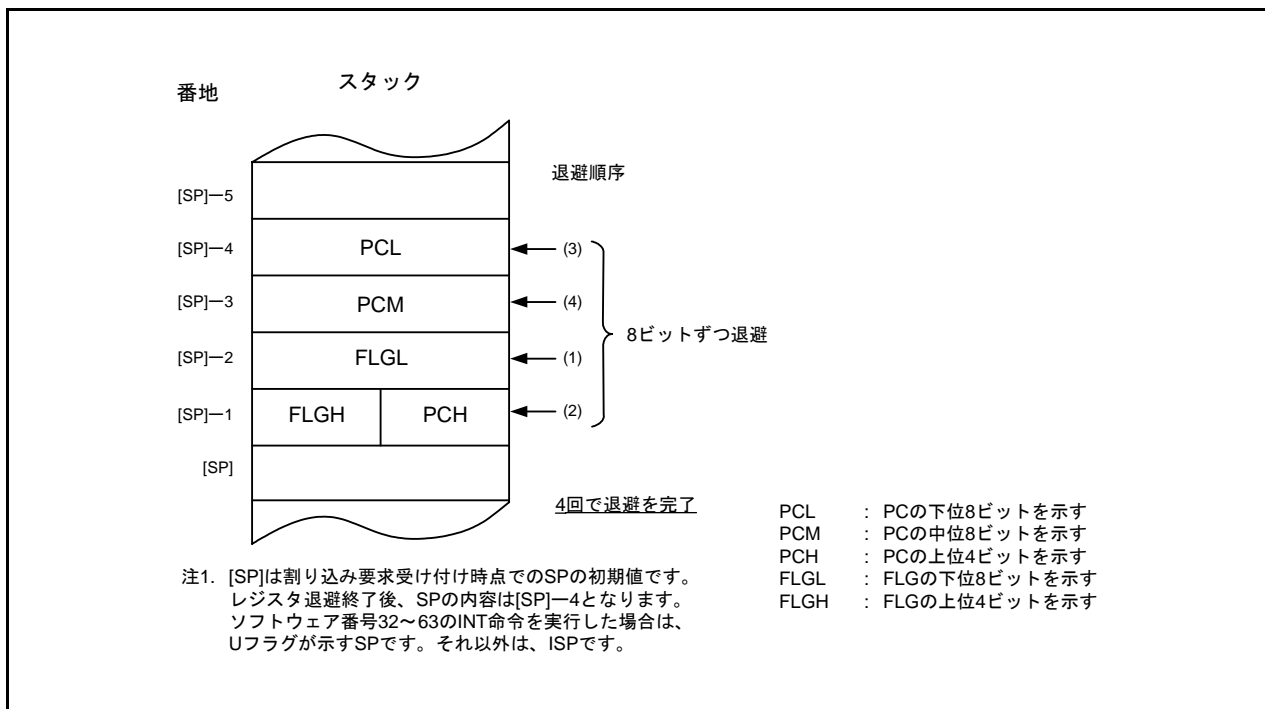 番地
スタック
退避順序
[SP]ー5
[SP]ー4 PCL (3)
[SP]ー3 PCM (4)
8ビットずつ退避
[SP]ー2 FLGL (1)
[SP]ー1 FLGH PCH (2)
[SP]
4回で退避を完了
PCL : PCの下位8ビットを示す
PCM : PCの中位8ビットを示す
PCH : PCの上位4ビットを示す
FLGL : FLGの下位8ビットを示す
FLGH : FLGの上位4ビットを示す
注1. [SP]は割り込み要求受け付け時点でのSPの初期値です。
レジスタ退避終了後、SPの内容は[SP]ー4となります。
ソフトウェア番号32～63のINT命令を実行した場合は、
Uフラグが示すSPです。それ以外は、ISPです。